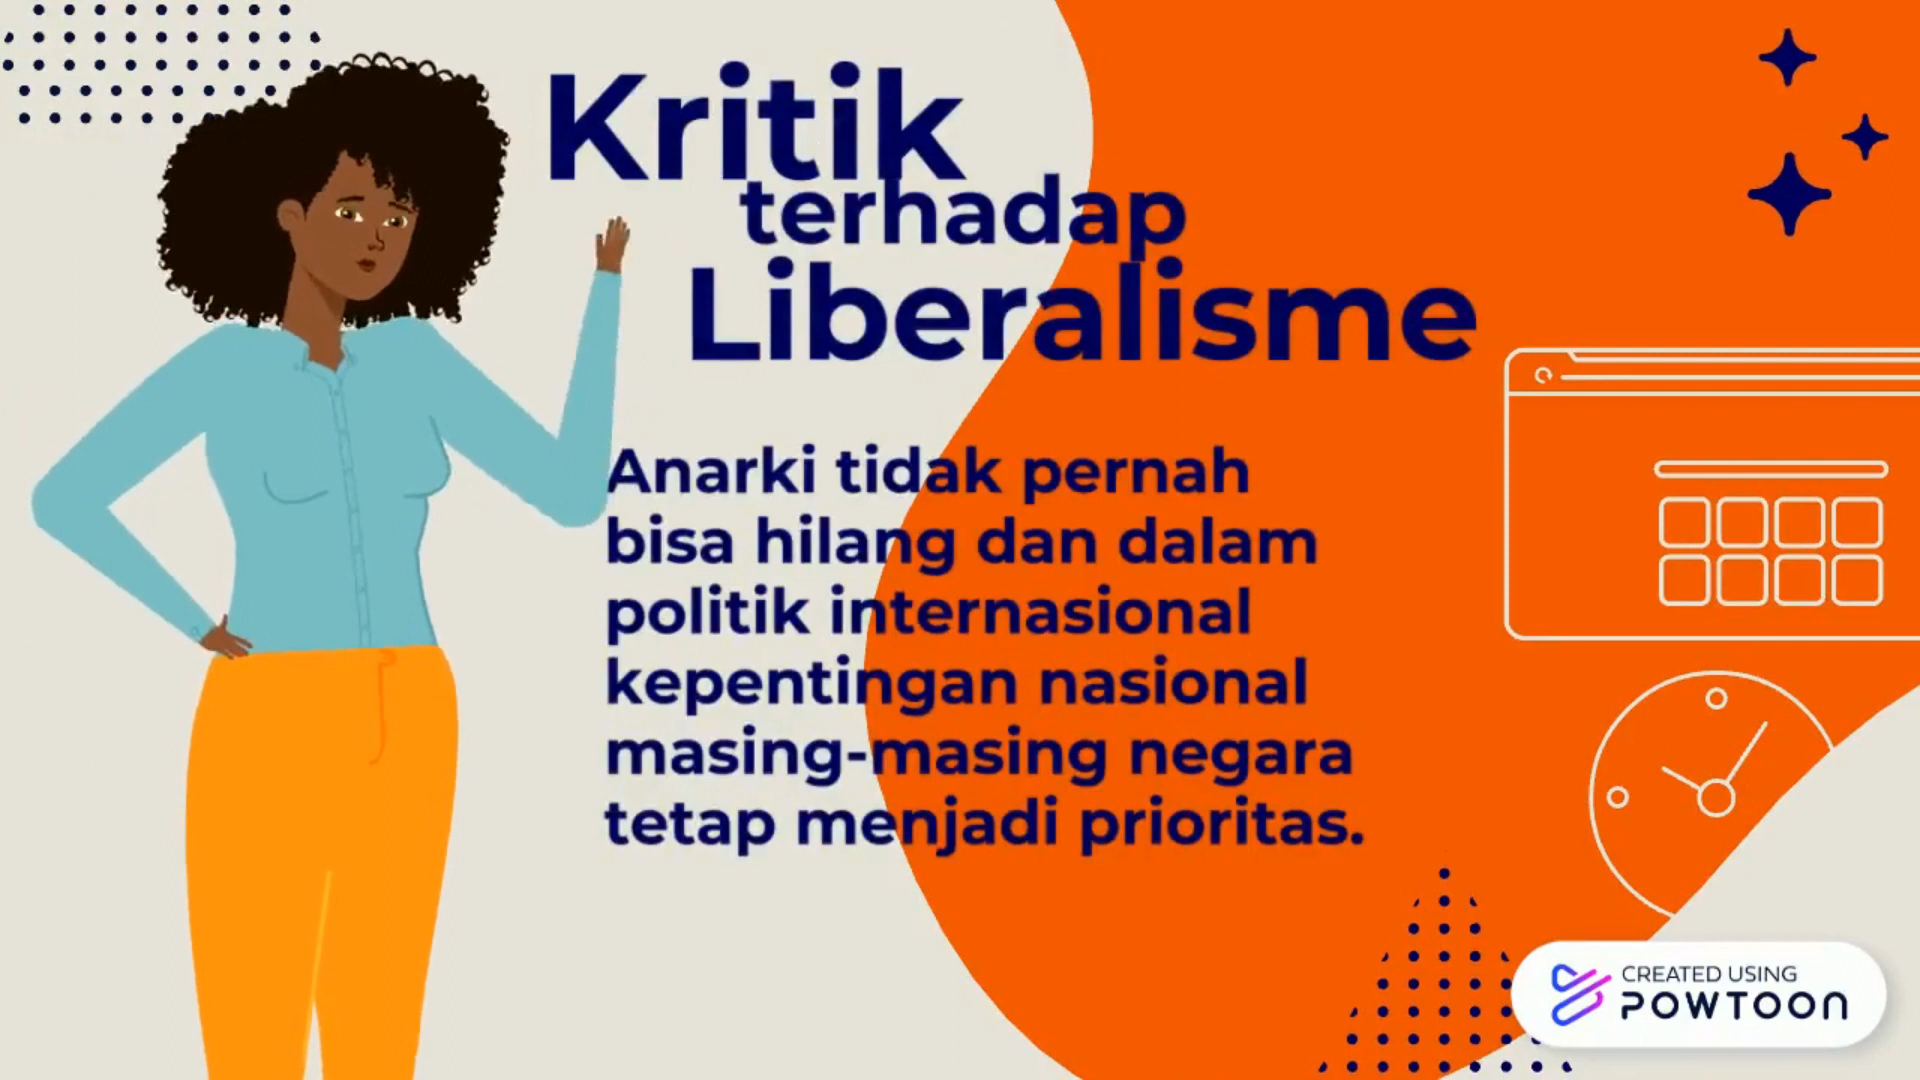 Kritik
terhadap
Liberalisme
Anarki tidak pernah
bisa hilang dan dalam
politik internasional
kepentingan nasional
masing-masing negara
tetap menjadi prioritas.
CREATED USING
POWTOON